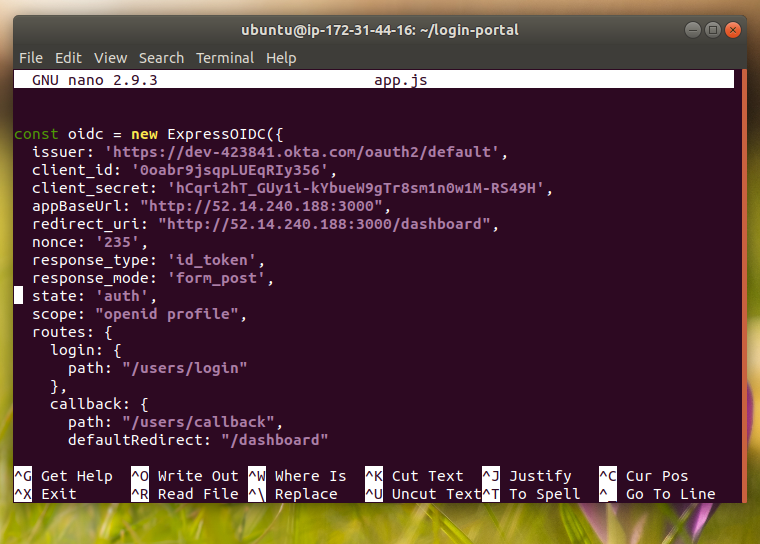 ubuntu@ip-172-31-44-16: ~/login-portal
File Edit View Search Terminal Help
GNU nano 2.9.3 app.js
const oidc = new ExpressOIDC({
issuer: 'https://dev-423841.okta.com/oauth2/default',
client_id: '0oabr9jsqpLUEqRIy356',
client_secret: 'hCqri2hT_GUy1i-kYbueW9gTr8sm1n0w1M-RS49H',
appBaseUrl: "http://52.14.240.188:3000",
redirect_uri: "http://52.14.240.188:3000/dashboard",
nonce: '235',
response_type: 'id_token',
response_mode: 'form_post',
state: 'auth',
scope: "openid profile",
routes: {
login: {
path: "/users/login"
},
callback: {
path: "/users/callback",
defaultRedirect: "/dashboard"
^G Get Help ^O Write Out ^W Where Is ^K Cut Text ^J Justify ^C Cur Pos
^X Exit ^R Read File ^\ Replace ^U Uncut Text ^T To Spell ^_ Go To Line